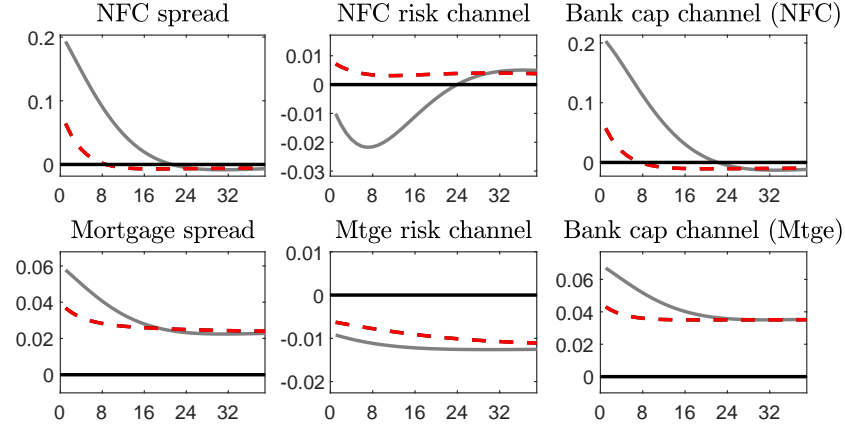 NFC spread
0.2
0.1
0
0 8 16 24 32
NFC risk channel
0.01
0
-0.01
-0.02
-0.03
0 8 16 24 32
Bank cap channel (NFC)
0.2
0.1
0
0 8 16 24 32
Mortgage spread
0.06
0.04
0.02
0
0 8 16 24 32
Mtge risk channel
0.01
0
-0.01
-0.02
0 8 16 24 32
Bank cap channel (Mtge)
0.06
0.04
0.02
0
0 8 16 24 32